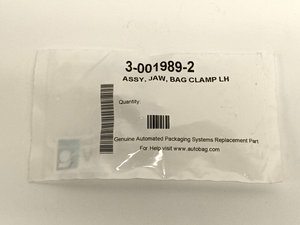 3-001989-2
ASSY, JAW, BAG CLAMP LH
Quantity:
Genuine Automated Packaging Systems Replacement Part
For Help visit www.autobag.com